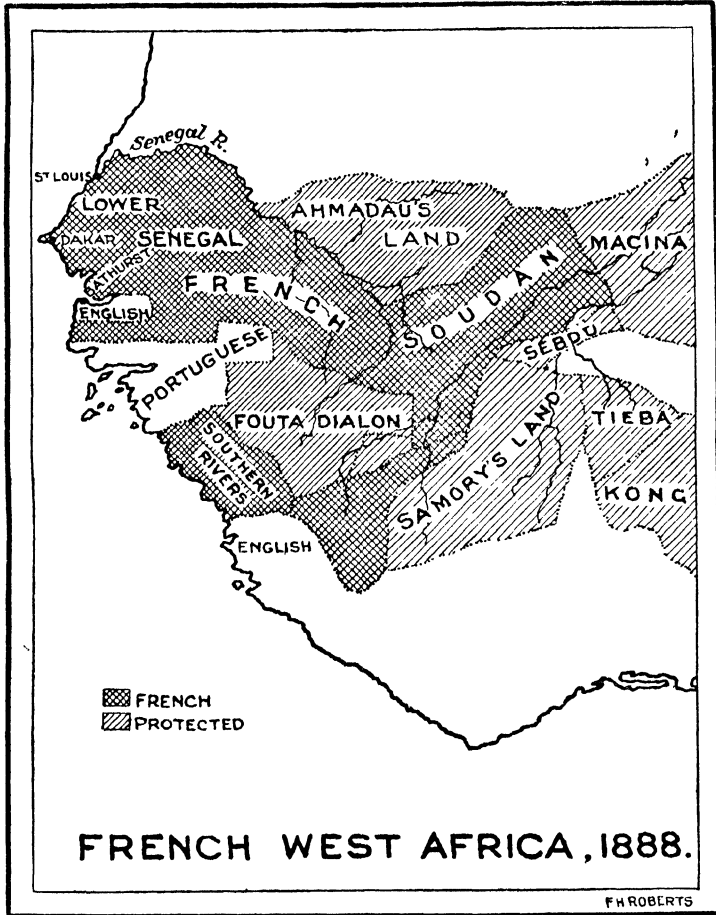 Senegal R.
ST LOUIS
LOWER
AHMADAU'S
LAND
DAKAR
SENEGAL
MACINA
BATHURST
FRENCH
SOUDAN
ENGLISH
SEBDU
PORTUGUESE
FOUTA DIALON
TIEBA
SOUTHERN
RIVERS
SAMORY'S LAND
KONG
ENGLISH
FRENCH
PROTECTED
FRENCH WEST AFRICA, 1888.
F H ROBERTS